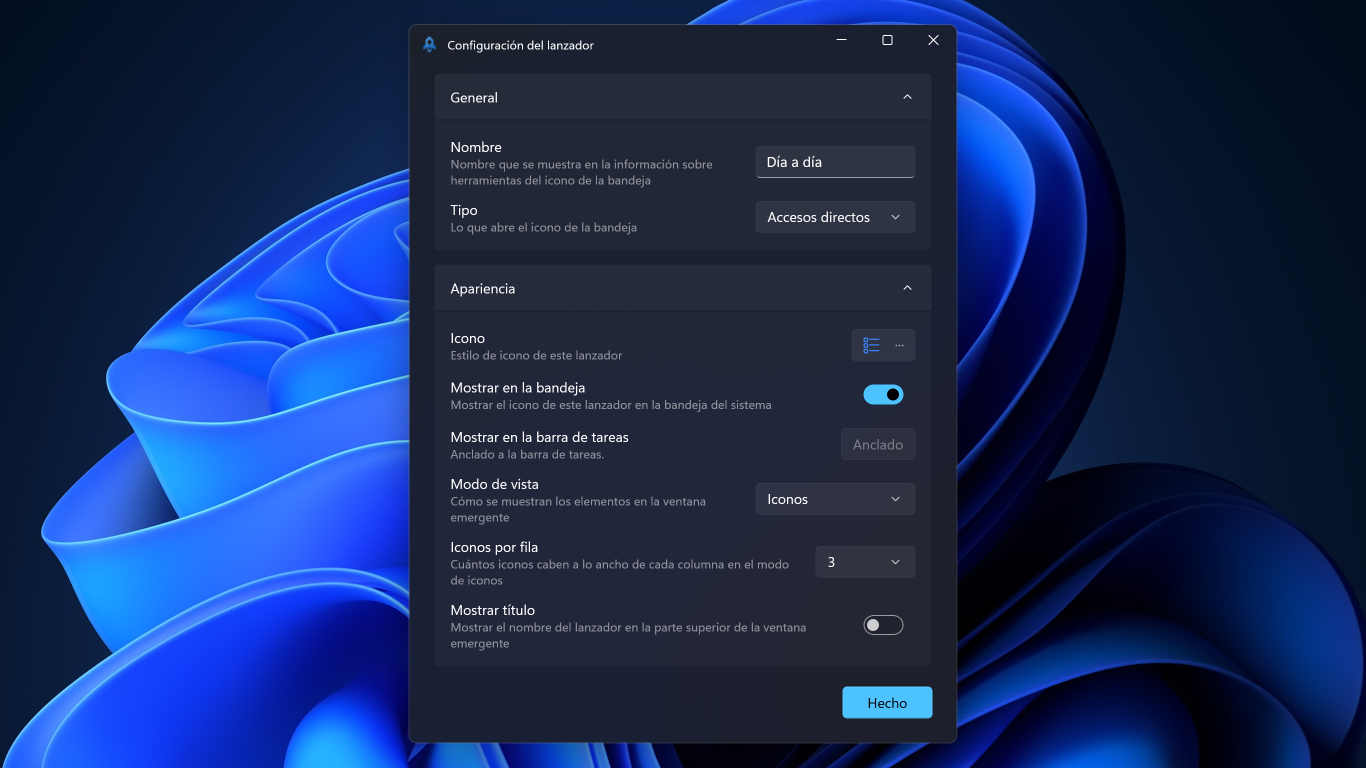 Configuración del lanzador
General
Nombre
Nombre que se muestra en la información sobre
herramientas del icono de la bandeja
Día a día
Tipo
Lo que abre el icono de la bandeja
Accesos directos
Apariencia
Icono
Estilo de icono de este lanzador
...
Mostrar en la bandeja
Mostrar el icono de este lanzador en la bandeja del sistema
Mostrar en la barra de tareas
Anclado a la barra de tareas.
Anclado
Modo de vista
Cómo se muestran los elementos en la ventana
emergente
Iconos
Iconos por fila
Cuántos iconos caben a lo ancho de cada columna en el modo
de iconos
3
Mostrar título
Mostrar el nombre del lanzador en la parte superior de la ventana
emergente
Hecho